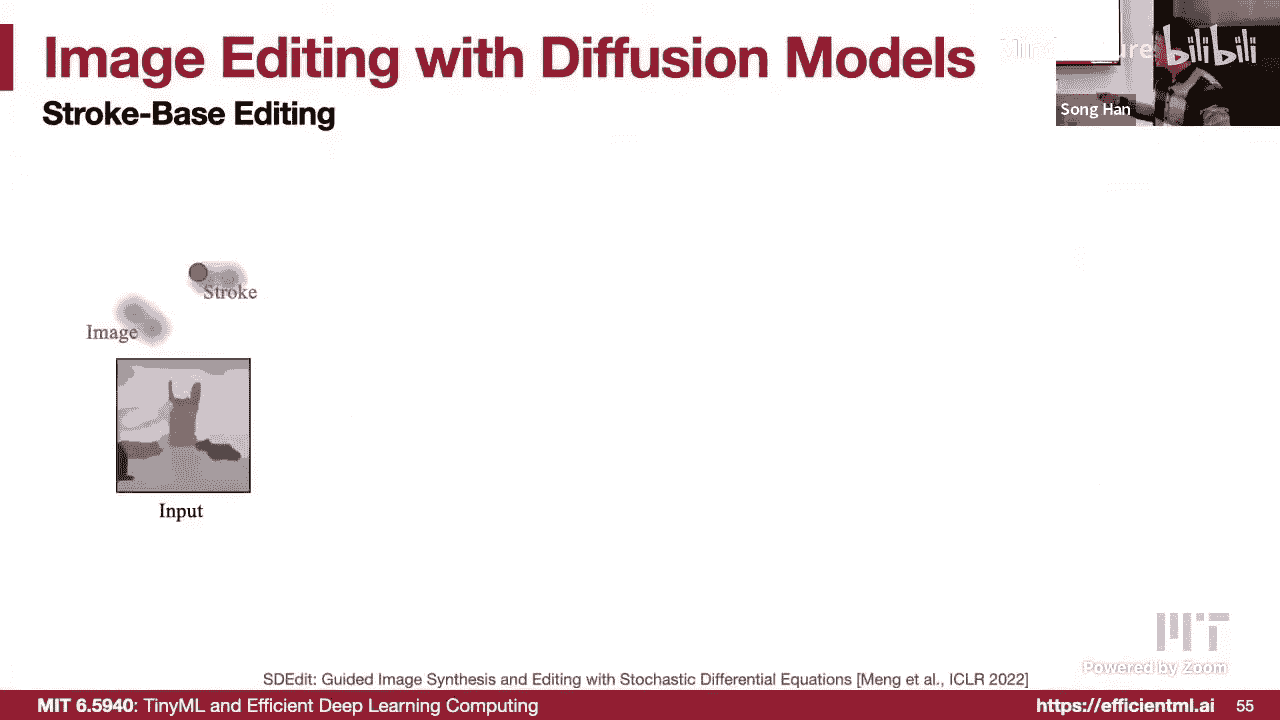 Image Editing with Diffusion Models
Stroke-Base Editing
bilibili
Song Han
Stroke
Image
Input
MIT
Powered by Zoom
SDEdit: Guided Image Synthesis and Editing with Stochastic Differential Equations [Meng et al., ICLR 2022]
MIT 6.5940: TinyML and Efficient Deep Learning Computing
https://efficientml.ai
55